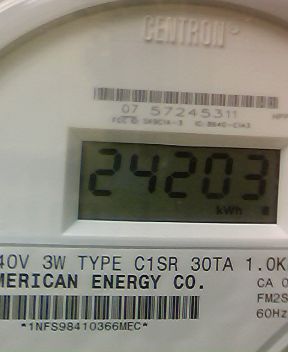 CENTRON
07 57245311
24203
kWh
40V 3W TYPE C1SR 30TA 1.0K
MERICAN ENERGY CO.
CA 0
FM2S
60Hz
*1NFS98410366MEC*